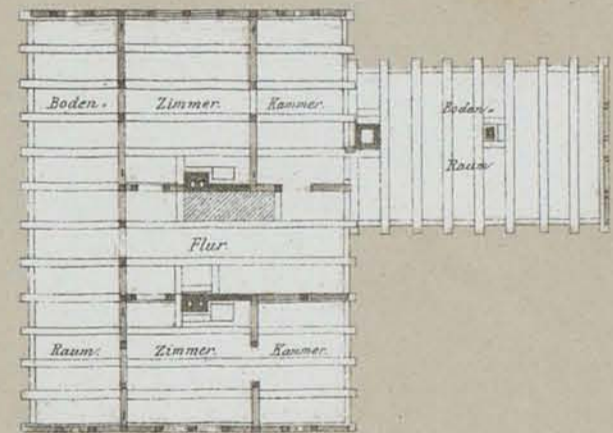 Boden.
Zimmer.
Kammer.
Boden.
Raum
Flur.
Raum.
Zimmer.
Kammer.